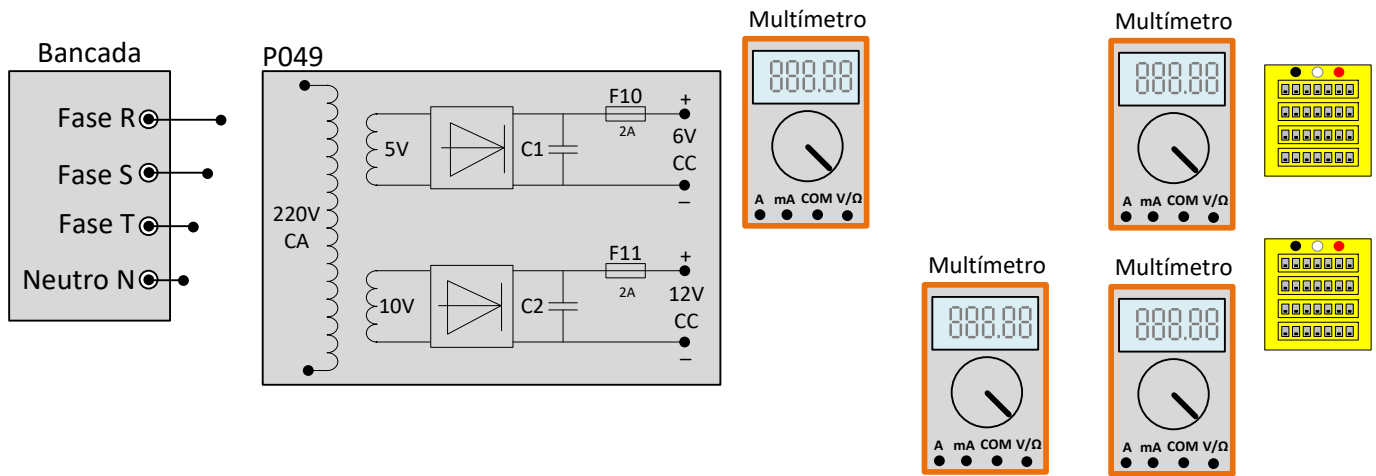 Bancada
Fase R
Fase S
Fase T
Neutro N
P049
220V
CA
5V
C1
F10
2A
+
6V
CC
–
10V
C2
F11
2A
+
12V
CC
–
Multímetro
888.88
A mA COM V/Ω
Multímetro
888.88
A mA COM V/Ω
Multímetro
888.88
A mA COM V/Ω
Multímetro
888.88
A mA COM V/Ω